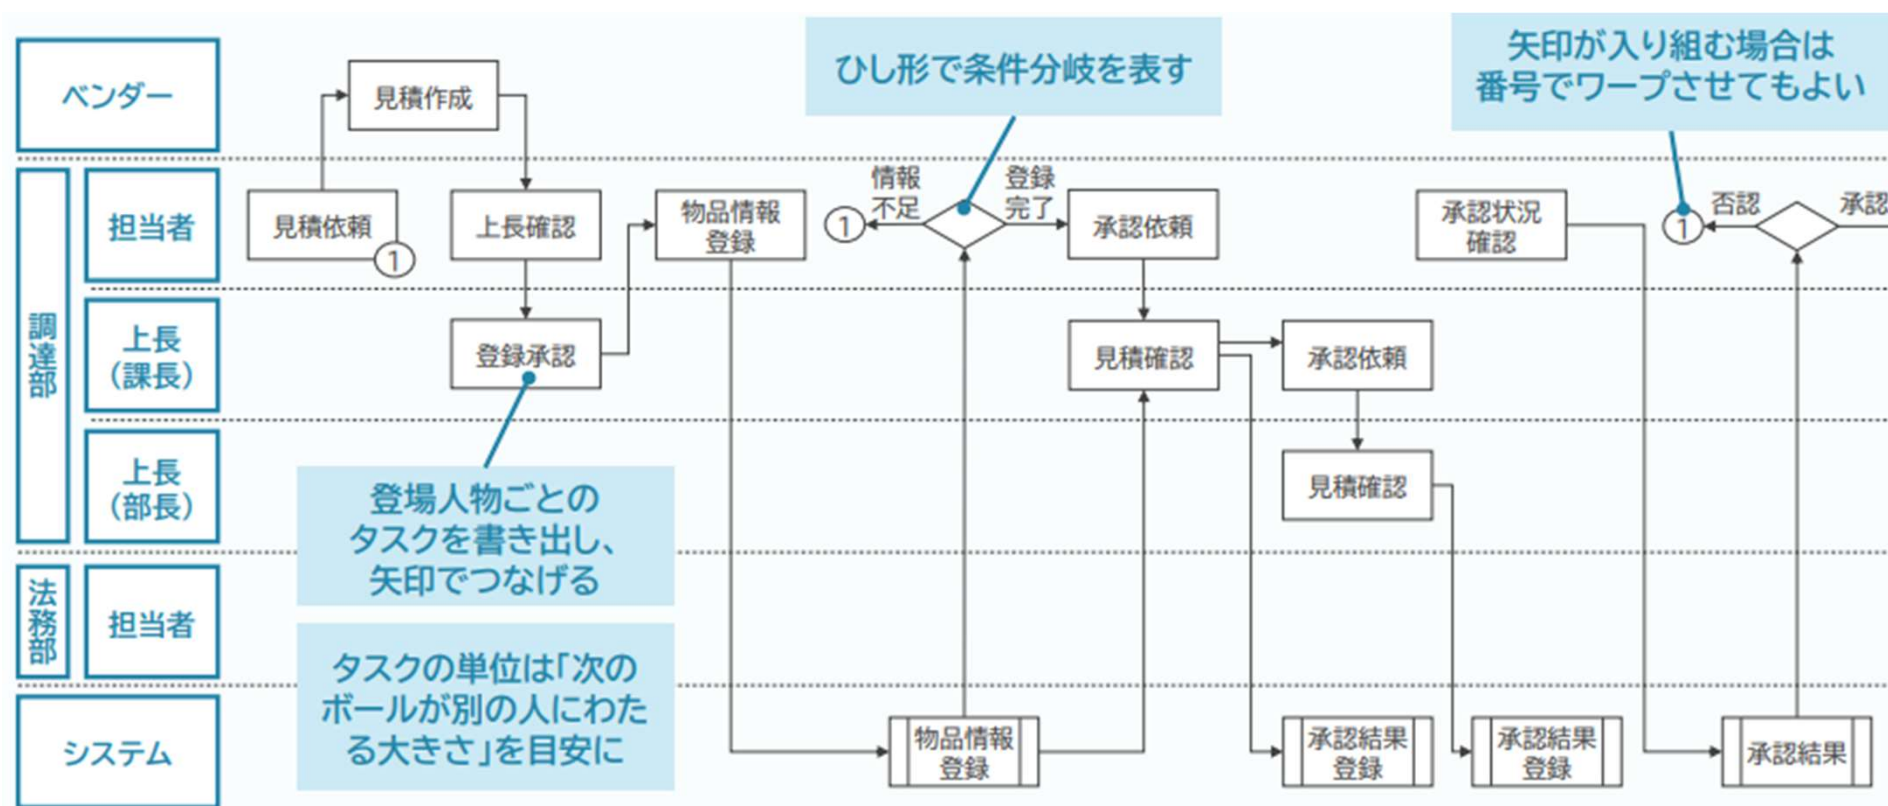 ひし形で条件分岐を表す
矢印が入り組む場合は
番号でワープさせてもよい
ベンダー
見積作成
調達部
担当者
見積依頼
1
上長確認
物品情報
登録
1
情報
不足
登録
完了
承認依頼
承認状況
確認
1
否認
承認
上長
（課長）
登録承認
見積確認
承認依頼
上長
（部長）
見積確認
登場人物ごとの
タスクを書き出し、
矢印でつなげる
法務部
担当者
タスクの単位は「次の
ボールが別の人にわた
る大きさ」を目安に
システム
物品情報
登録
承認結果
登録
承認結果
登録
承認結果